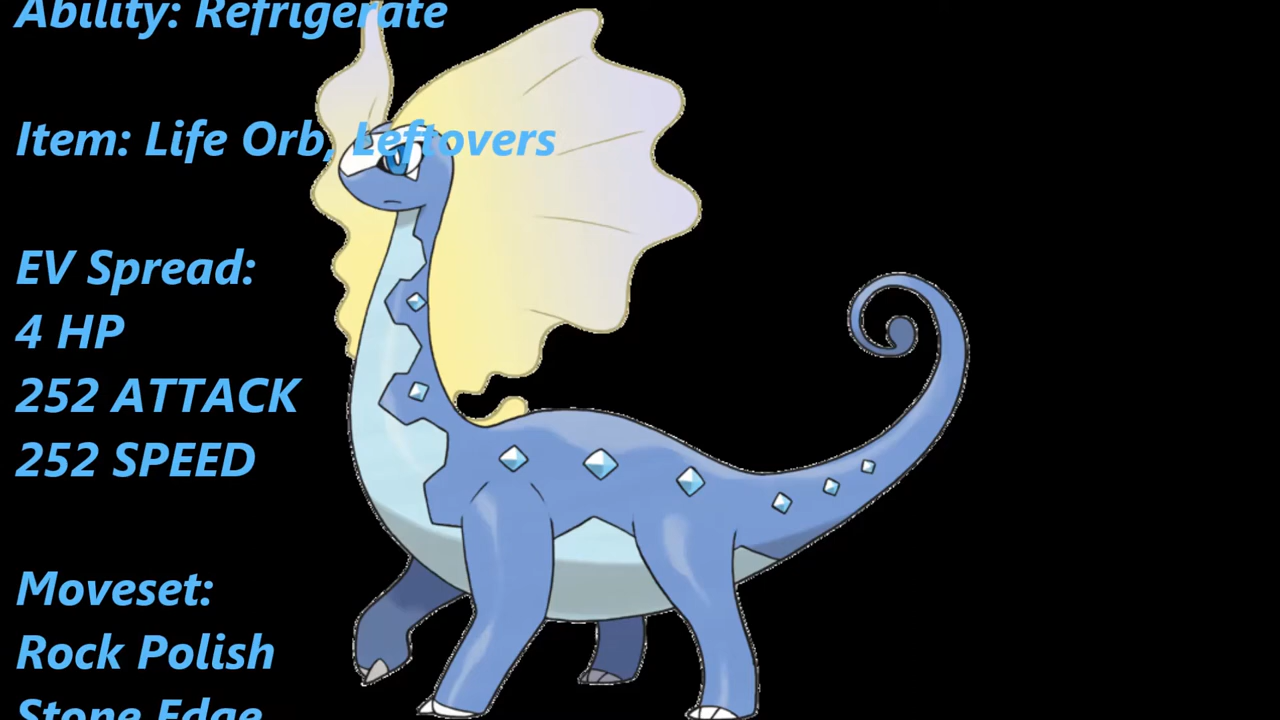 Ability: Refrigerate
Item: Life Orb, Leftovers
EV Spread:
4 HP
252 ATTACK
252 SPEED
Moveset:
Rock Polish
Stone Edge